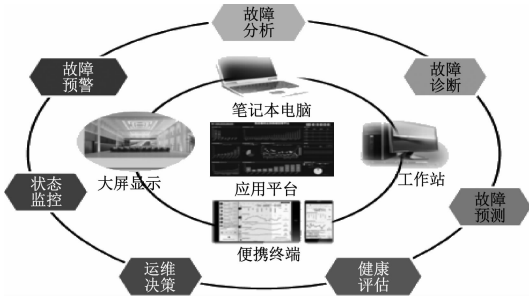 故障
分析
故障
预警
故障
诊断
笔记本电脑
大屏显示
应用平台
工作站
状态
监控
故障
预测
便携终端
运维
决策
健康
评估